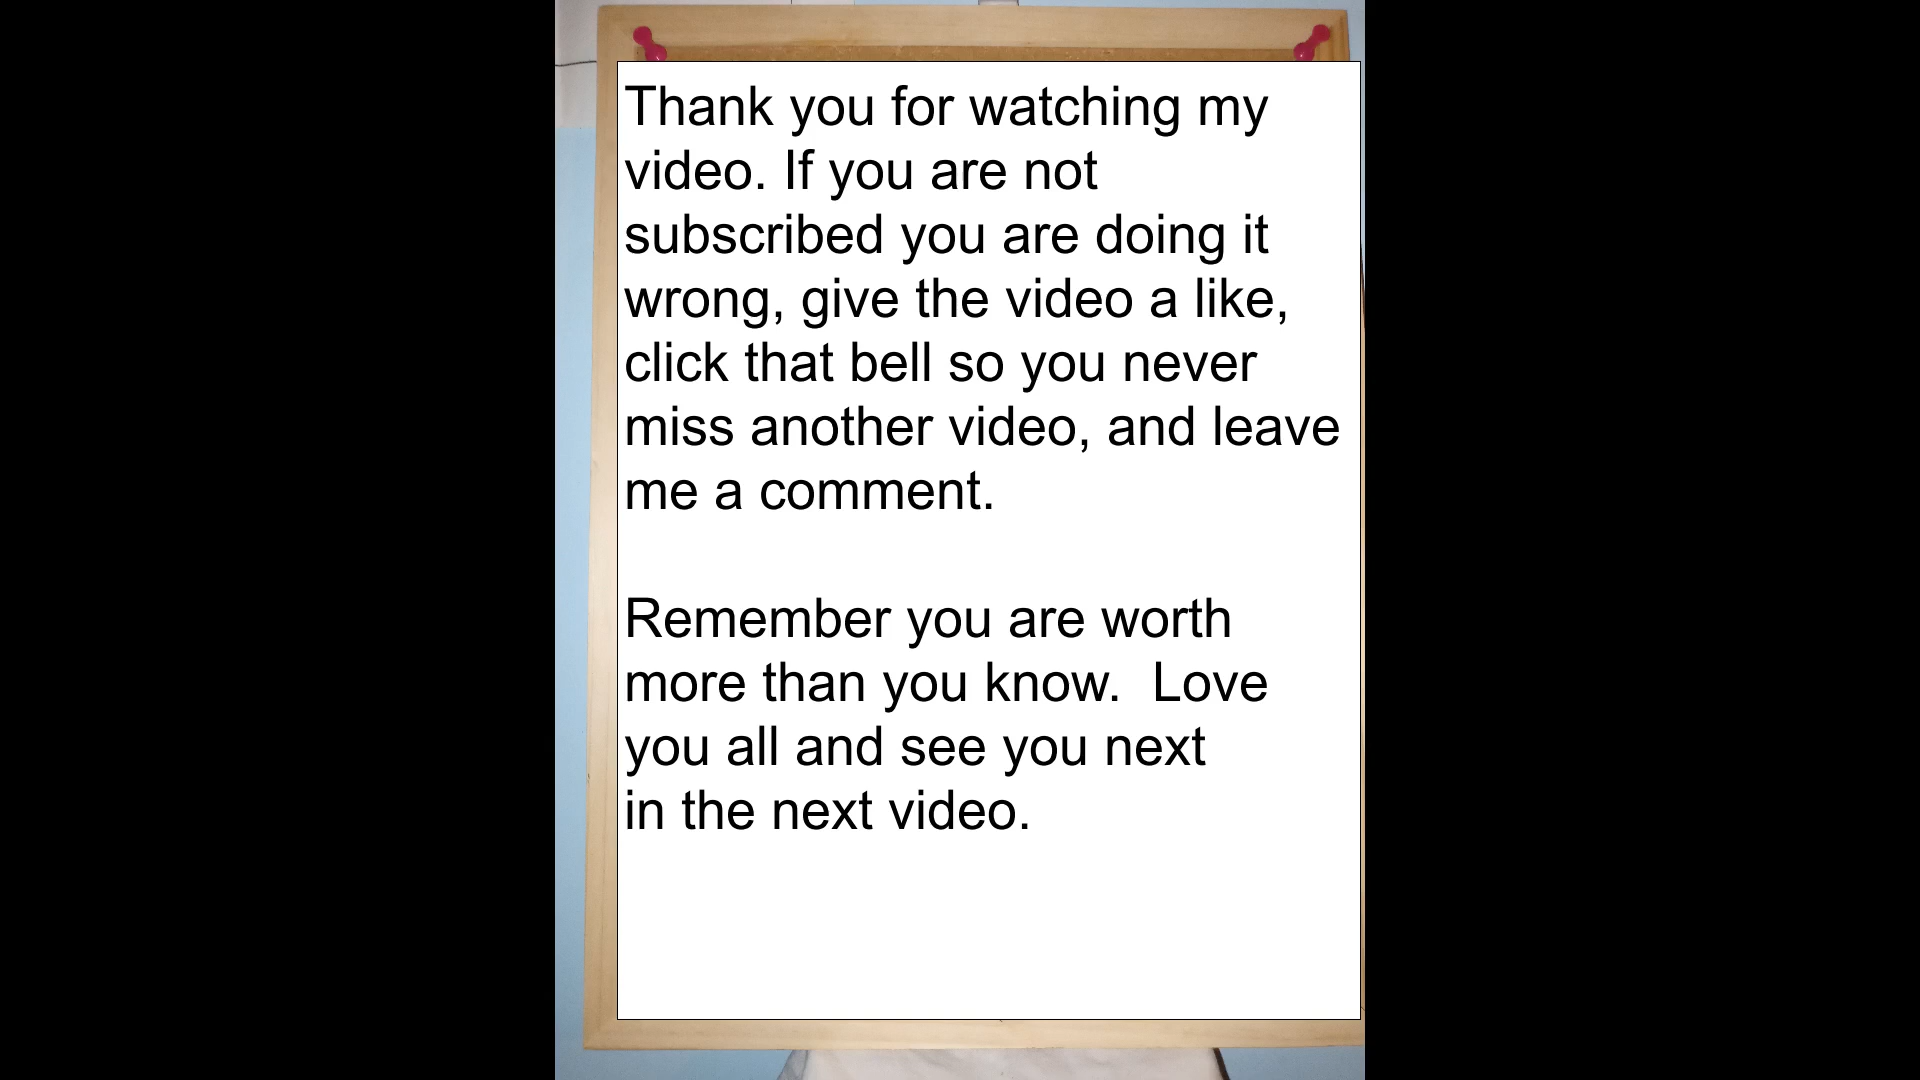 Thank you for watching my
video. If you are not
subscribed you are doing it
wrong, give the video a like,
click that bell so you never
miss another video, and leave
me a comment.
Remember you are worth
more than you know.  Love
you all and see you next
in the next video.